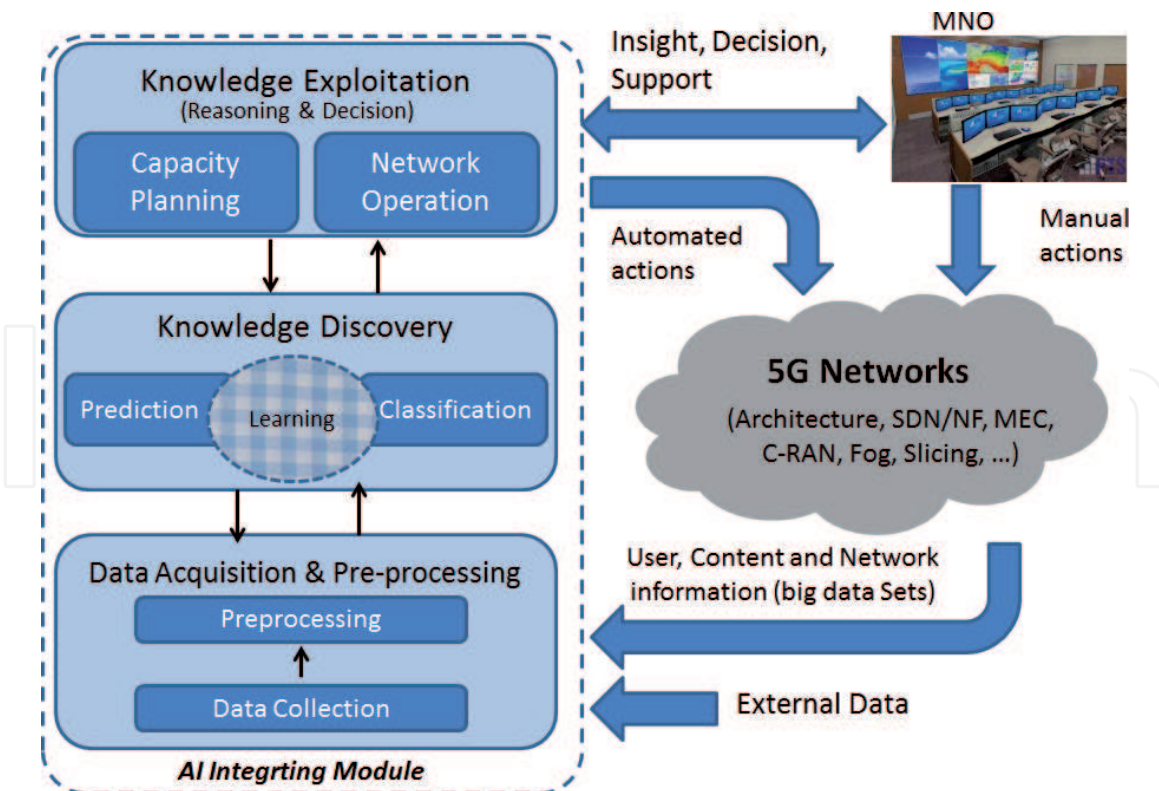 Knowledge Exploitation
(Reasoning & Decision)
Capacity
Planning
Network
Operation
Knowledge Discovery
Prediction
Learning
Classification
Data Acquisition & Pre-processing
Preprocessing
Data Collection
AI Integrting Module
MNO
Insight, Decision,
Support
Automated
actions
Manual
actions
5G Networks
(Architecture, SDN/NF, MEC,
C-RAN, Fog, Slicing, ...)
User, Content and Network
information (big data Sets)
External Data